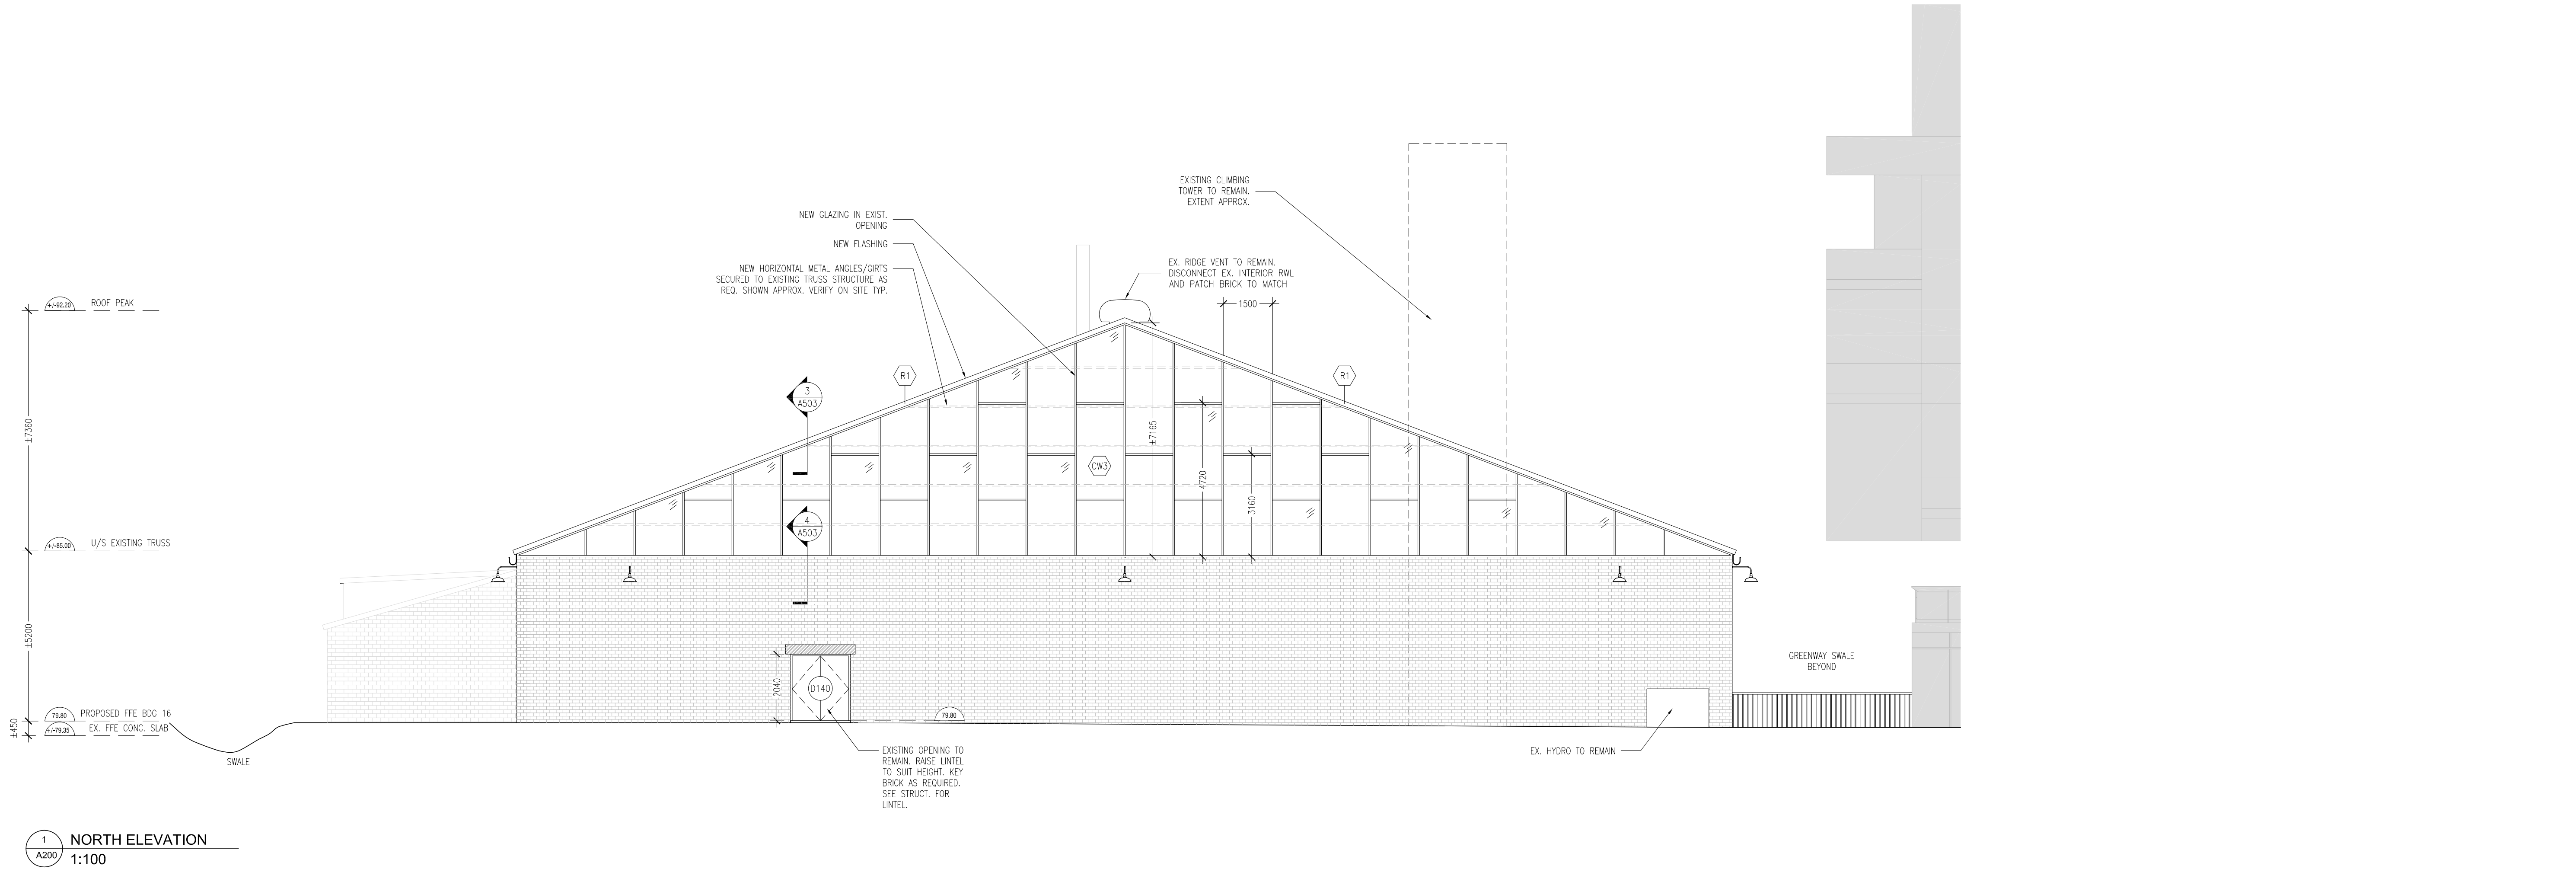 EXISTING CLIMBING
TOWER TO REMAIN.
EXTENT APPROX.
NEW GLAZING IN EXIST.
OPENING
NEW FLASHING
NEW HORIZONTAL METAL ANGLES/GIRTS
SECURED TO EXISTING TRUSS STRUCTURE AS
REQ. SHOWN APPROX. VERIFY ON SITE TYP.
EX. RIDGE VENT TO REMAIN.
DISCONNECT EX. INTERIOR RWL
AND PATCH BRICK TO MATCH
1500
+/-92.20
ROOF PEAK
R1
R1
3
A503
±7360
±7165
CW3
4720
3160
4
A503
+/-85.00
U/S EXISTING TRUSS
±5200
GREENWAY SWALE
BEYOND
2040
D140
79.80
PROPOSED FFE BDG 16
79.80
±450
+/-79.35
EX. FFE CONC. SLAB
SWALE
EXISTING OPENING TO
REMAIN. RAISE LINTEL
TO SUIT HEIGHT. KEY
BRICK AS REQUIRED.
SEE STRUCT. FOR
LINTEL.
EX. HYDRO TO REMAIN
1
A200
NORTH ELEVATION
1:100